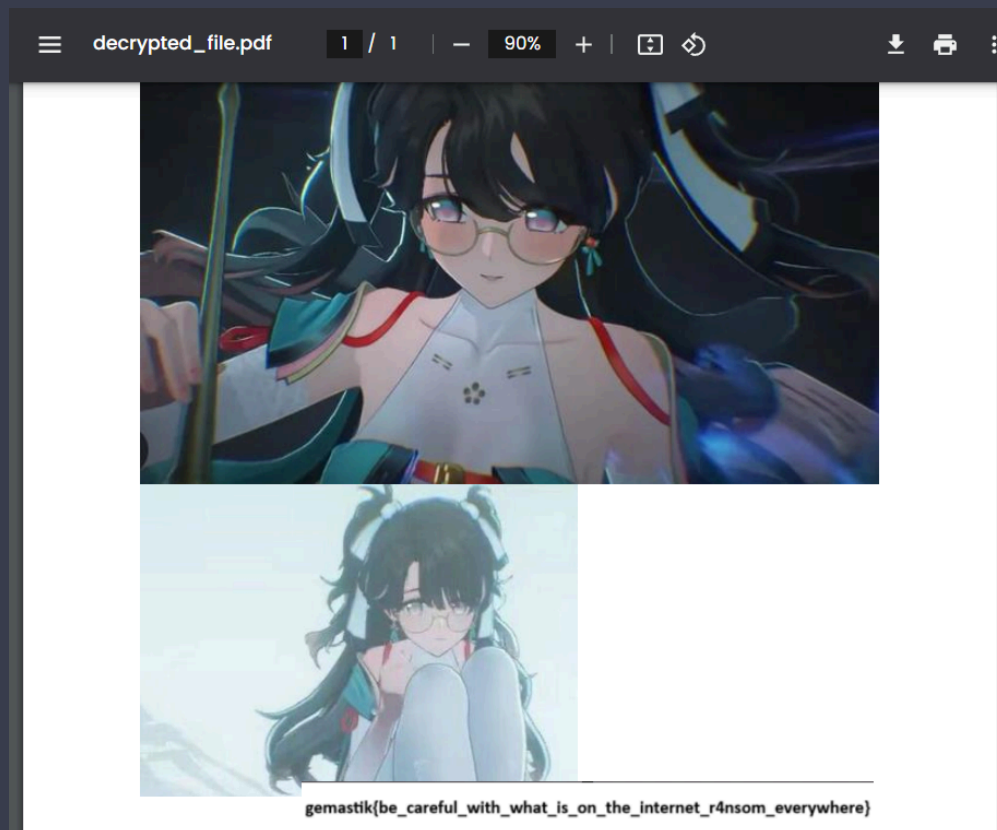 decrypted_file.pdf 1 / 1 90%
gemastik{be_careful_with_what_is_on_the_internet_r4nsom_everywhere}